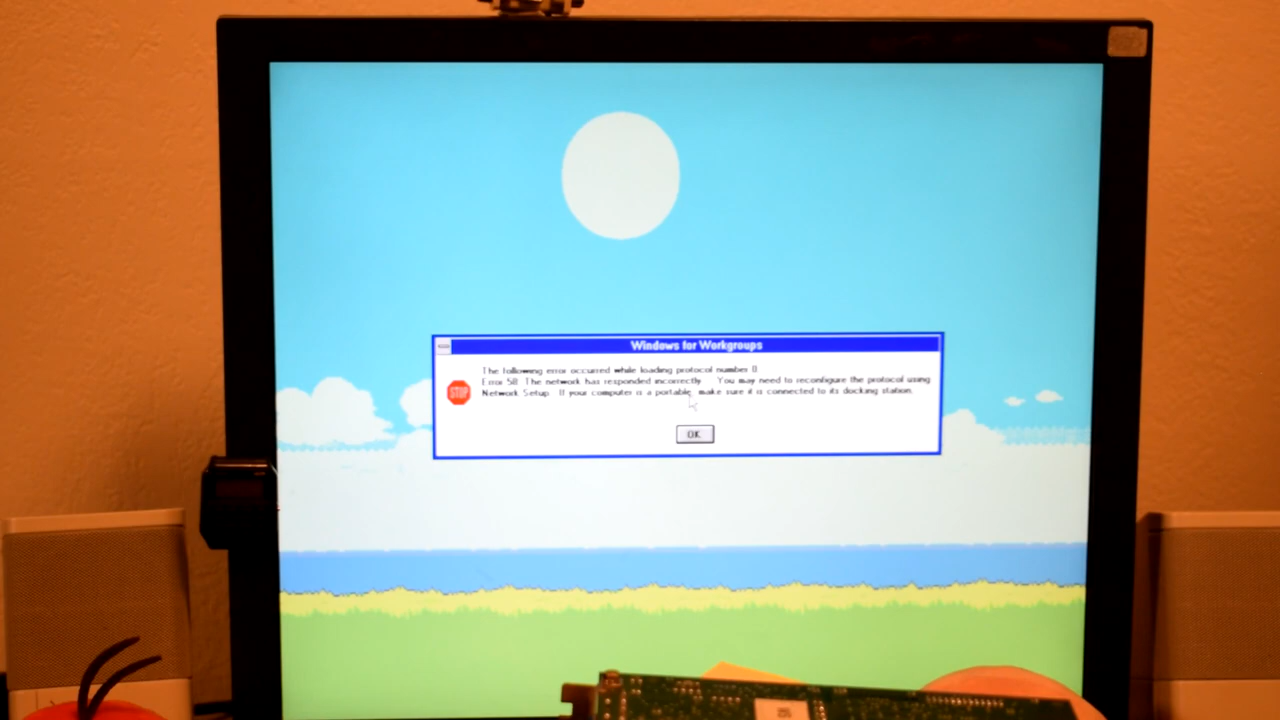 Windows for Workgroups
The following error occurred while loading protocol number 0.
Error 58: The network has responded incorrectly. You may need to reconfigure the protocol using
Network Setup. If your computer is a portable, make sure it is connected to its docking station.
STOP
OK